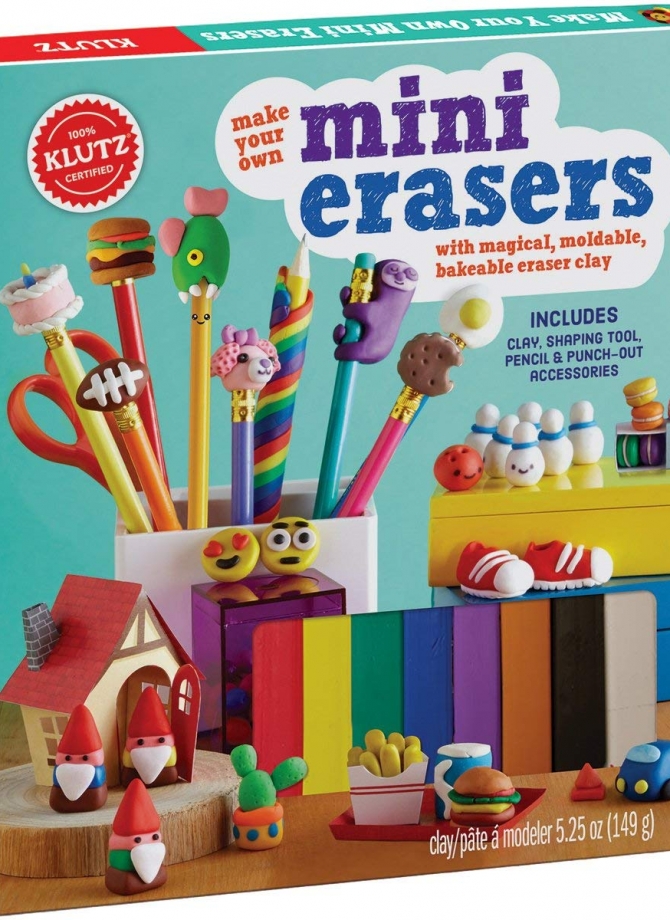 KLUTZ
Make Your Own Mini Erasers
100%
KLUTZ®
CERTIFIED
make
your
own
mini
erasers
with magical, moldable,
bakeable eraser clay
INCLUDES
CLAY, SHAPING TOOL,
PENCIL & PUNCH-OUT
ACCESSORIES
clay/pâte á modeler 5.25 oz (149 g)